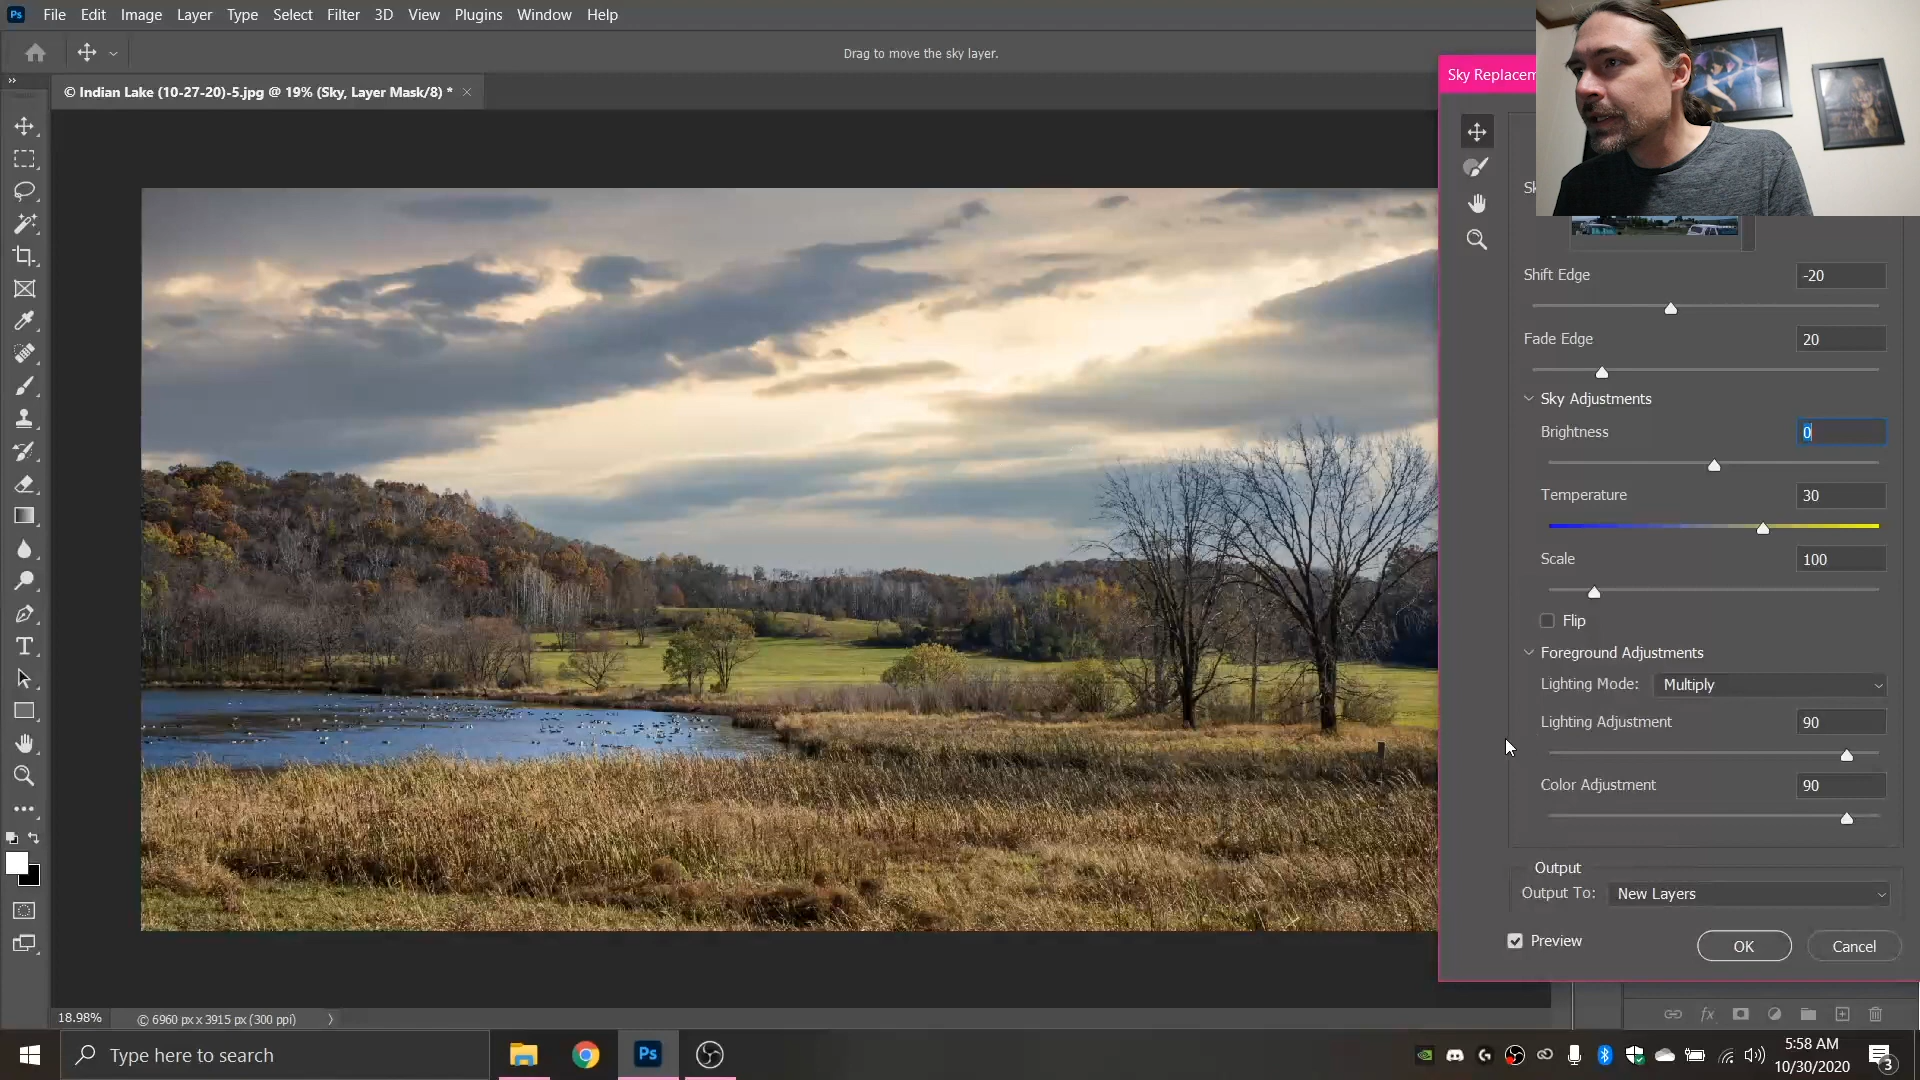 Ps File Edit Image Layer Type Select Filter 3D View Plugins Window Help
Drag to move the sky layer.
© Indian Lake (10-27-20)-5.jpg @ 19% (Sky, Layer Mask/8) *
Sky Replacem
Sk
Shift Edge -20
Fade Edge 20
Sky Adjustments
Brightness 0
Temperature 30
Scale 100
Flip
Foreground Adjustments
Lighting Mode: Multiply
Lighting Adjustment 90
Color Adjustment 90
Output
Output To: New Layers
Preview OK Cancel
18.98% © 6960 px x 3915 px (300 ppi)
fx
Type here to search
Ps
5:58 AM
10/30/2020
3